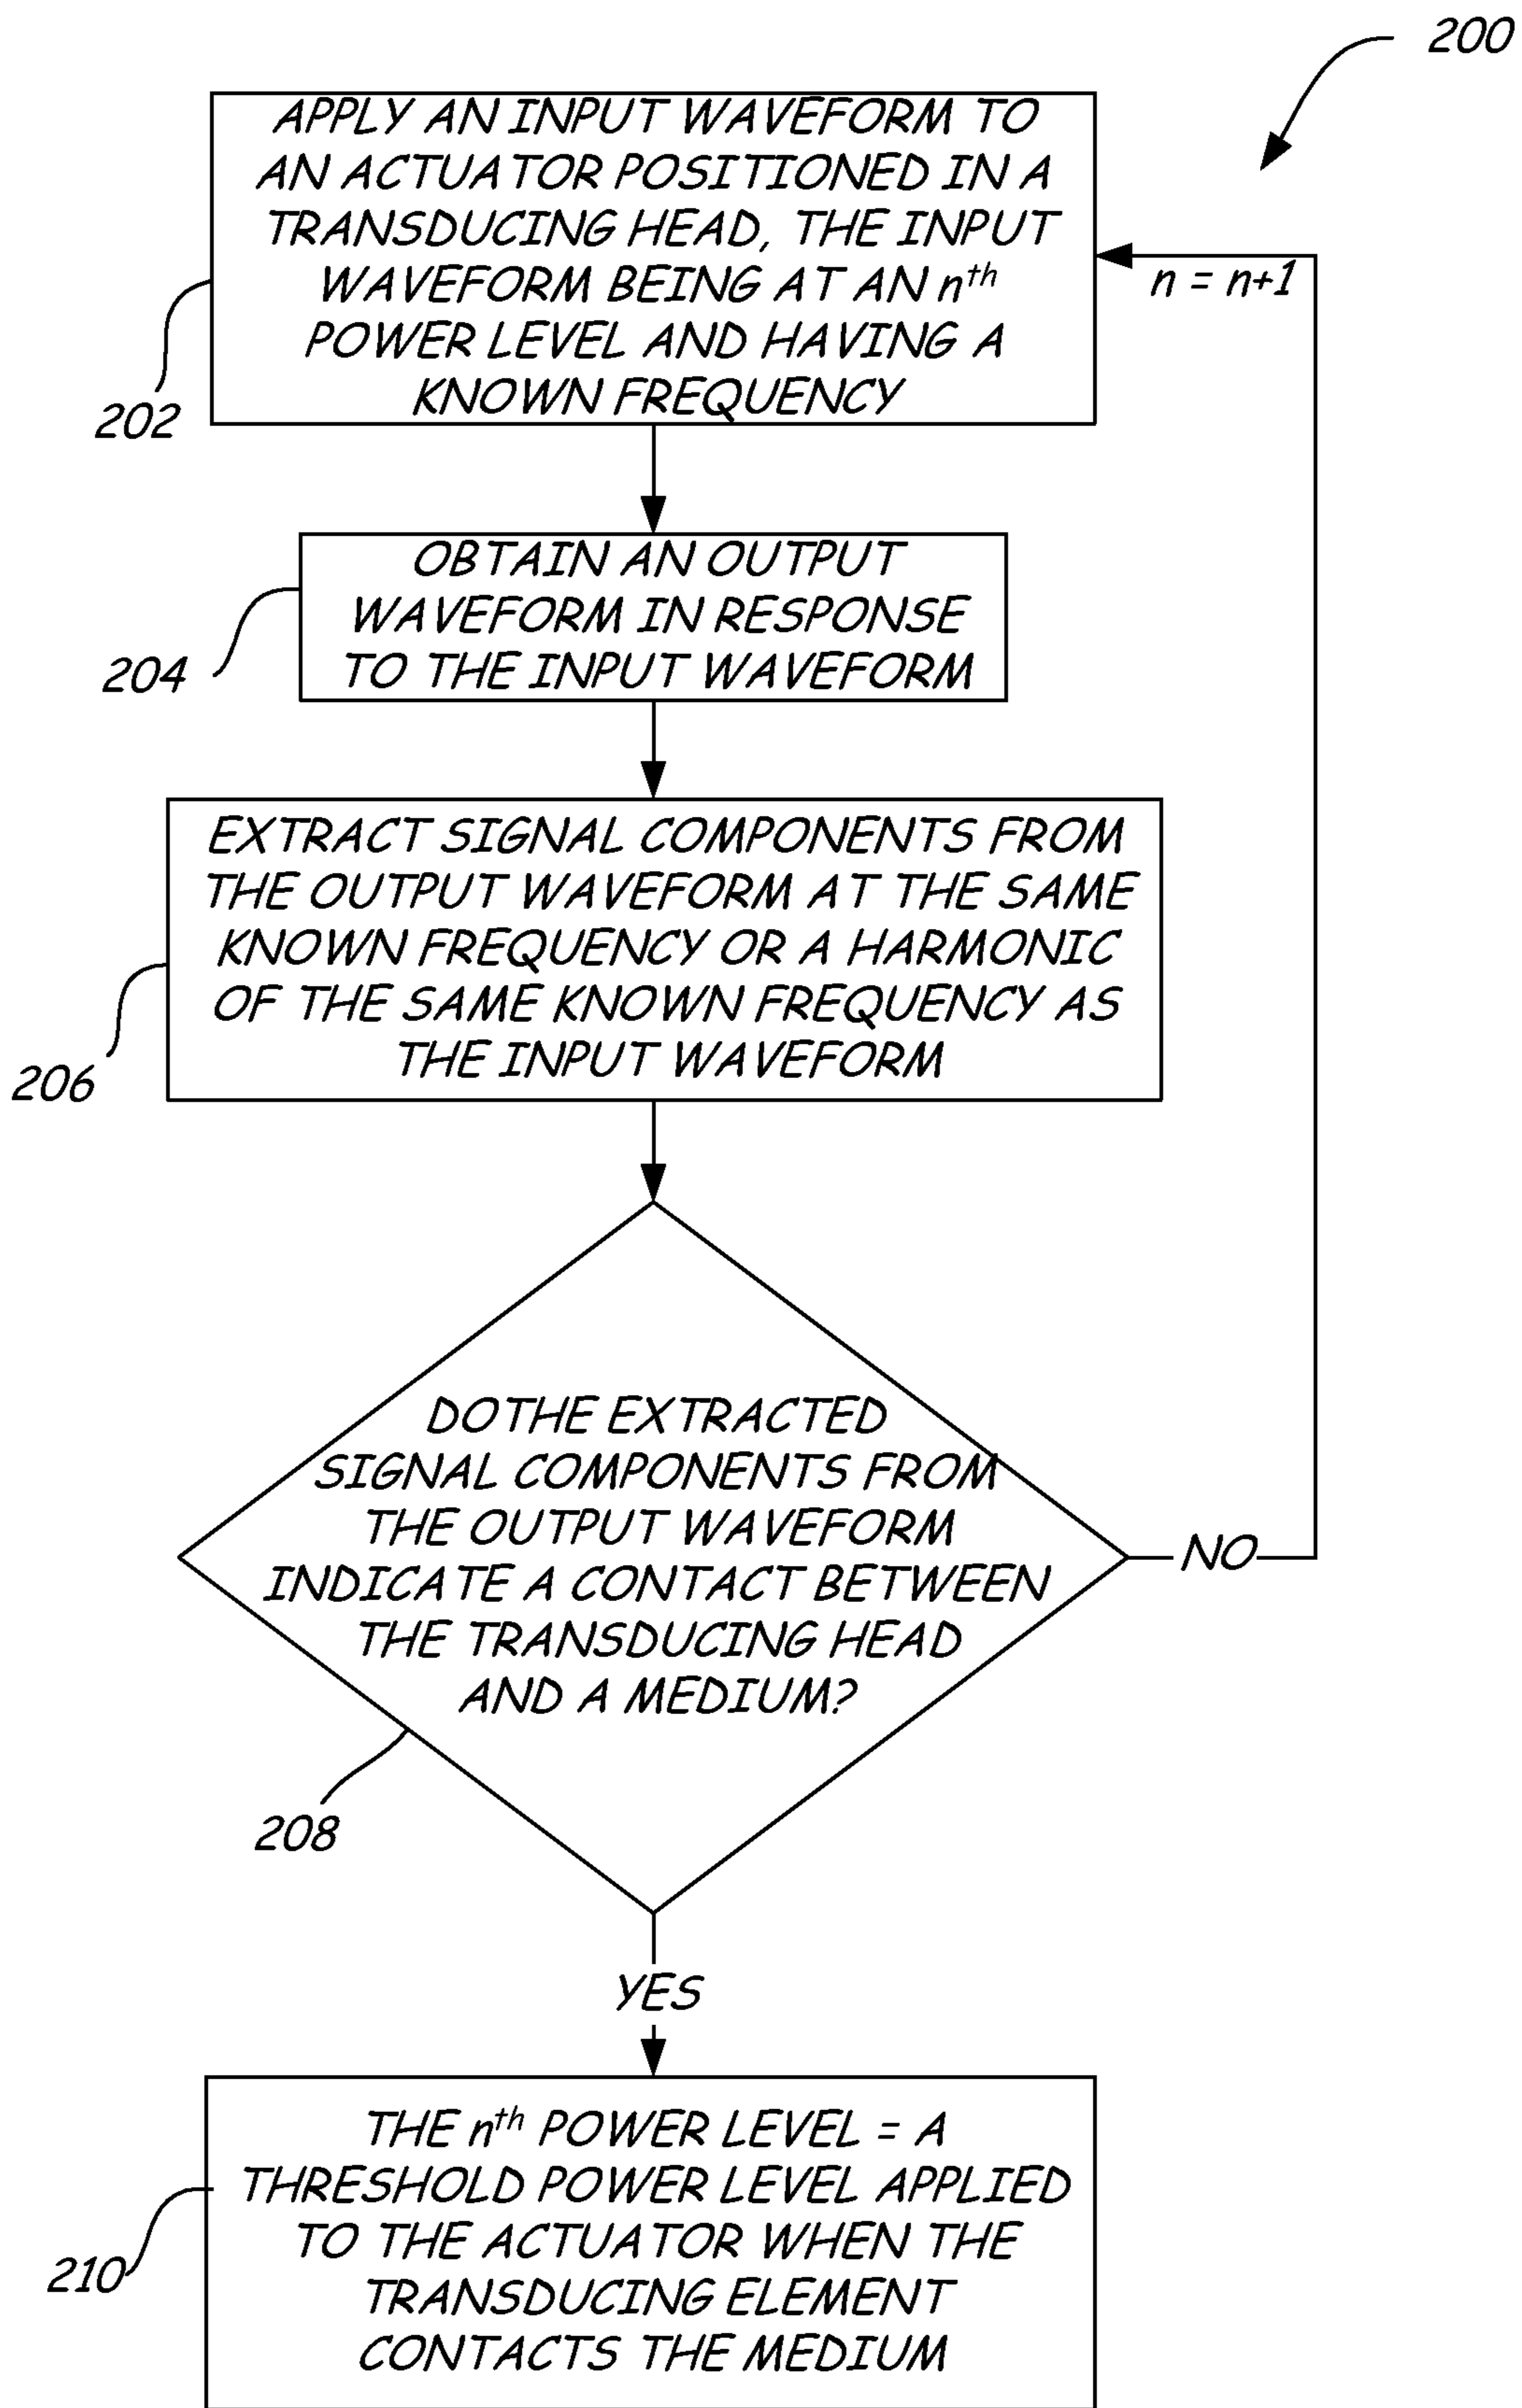 200
APPLY AN INPUT WAVEFORM TO
AN ACTUATOR POSITIONED IN A
TRANSDUCING HEAD, THE INPUT
WAVEFORM BEING AT AN nth
POWER LEVEL AND HAVING A
KNOWN FREQUENCY
n = n+1
202
OBTAIN AN OUTPUT
WAVEFORM IN RESPONSE
TO THE INPUT WAVEFORM
204
EXTRACT SIGNAL COMPONENTS FROM
THE OUTPUT WAVEFORM AT THE SAME
KNOWN FREQUENCY OR A HARMONIC
OF THE SAME KNOWN FREQUENCY AS
THE INPUT WAVEFORM
206
DOTHE EXTRACTED
SIGNAL COMPONENTS FROM
THE OUTPUT WAVEFORM
INDICATE A CONTACT BETWEEN
THE TRANSDUCING HEAD
AND A MEDIUM?
NO
208
YES
THE nth POWER LEVEL = A
THRESHOLD POWER LEVEL APPLIED
TO THE ACTUATOR WHEN THE
TRANSDUCING ELEMENT
CONTACTS THE MEDIUM
210